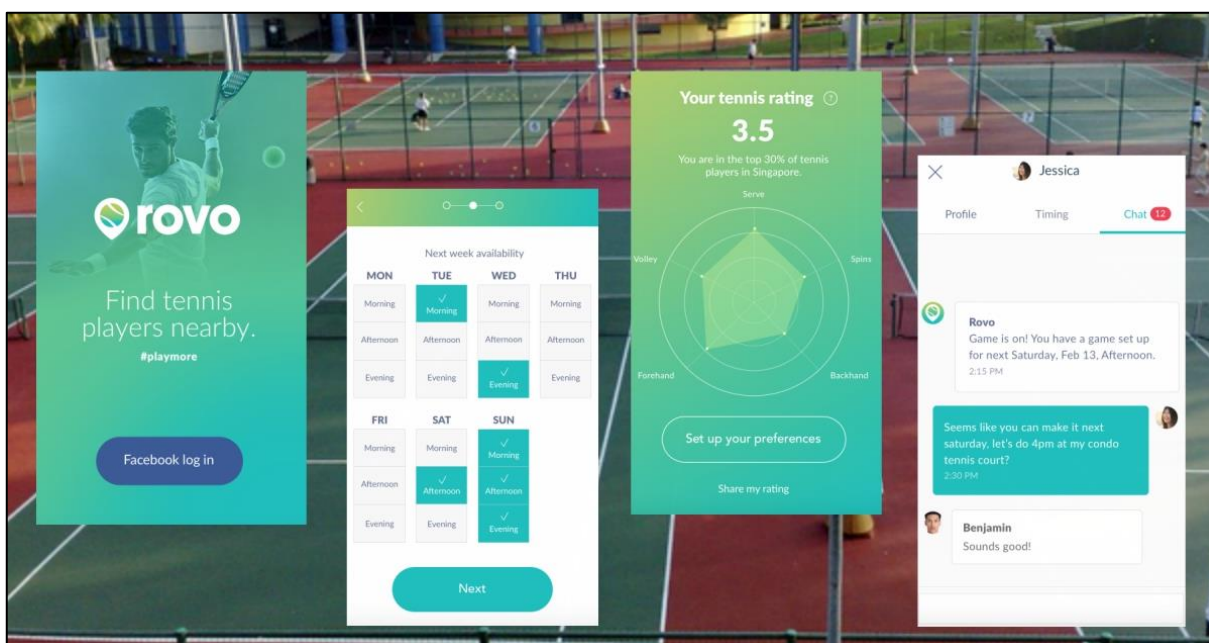 rovo
Find tennis
players nearby.
#playmore
Facebook log in
Next week availability
MON TUE WED THU
Morning Morning Morning Morning
Afternoon Afternoon Afternoon Afternoon
Evening Evening Evening Evening
FRI SAT SUN
Morning Morning Morning
Afternoon Afternoon Afternoon
Evening Evening Evening
Next
Your tennis rating ?
3.5
You are in the top 30% of tennis
players in Singapore.
Serve
Volley Spins
Forehand Backhand
Set up your preferences
Share my rating
Jessica
Profile Timing Chat 12
Rovo
Game is on! You have a game set up
for next Saturday, Feb 13, Afternoon.
2:15 PM
Seems like you can make it next
saturday, let's do 4pm at my condo
tennis court?
2:30 PM
Benjamin
Sounds good!